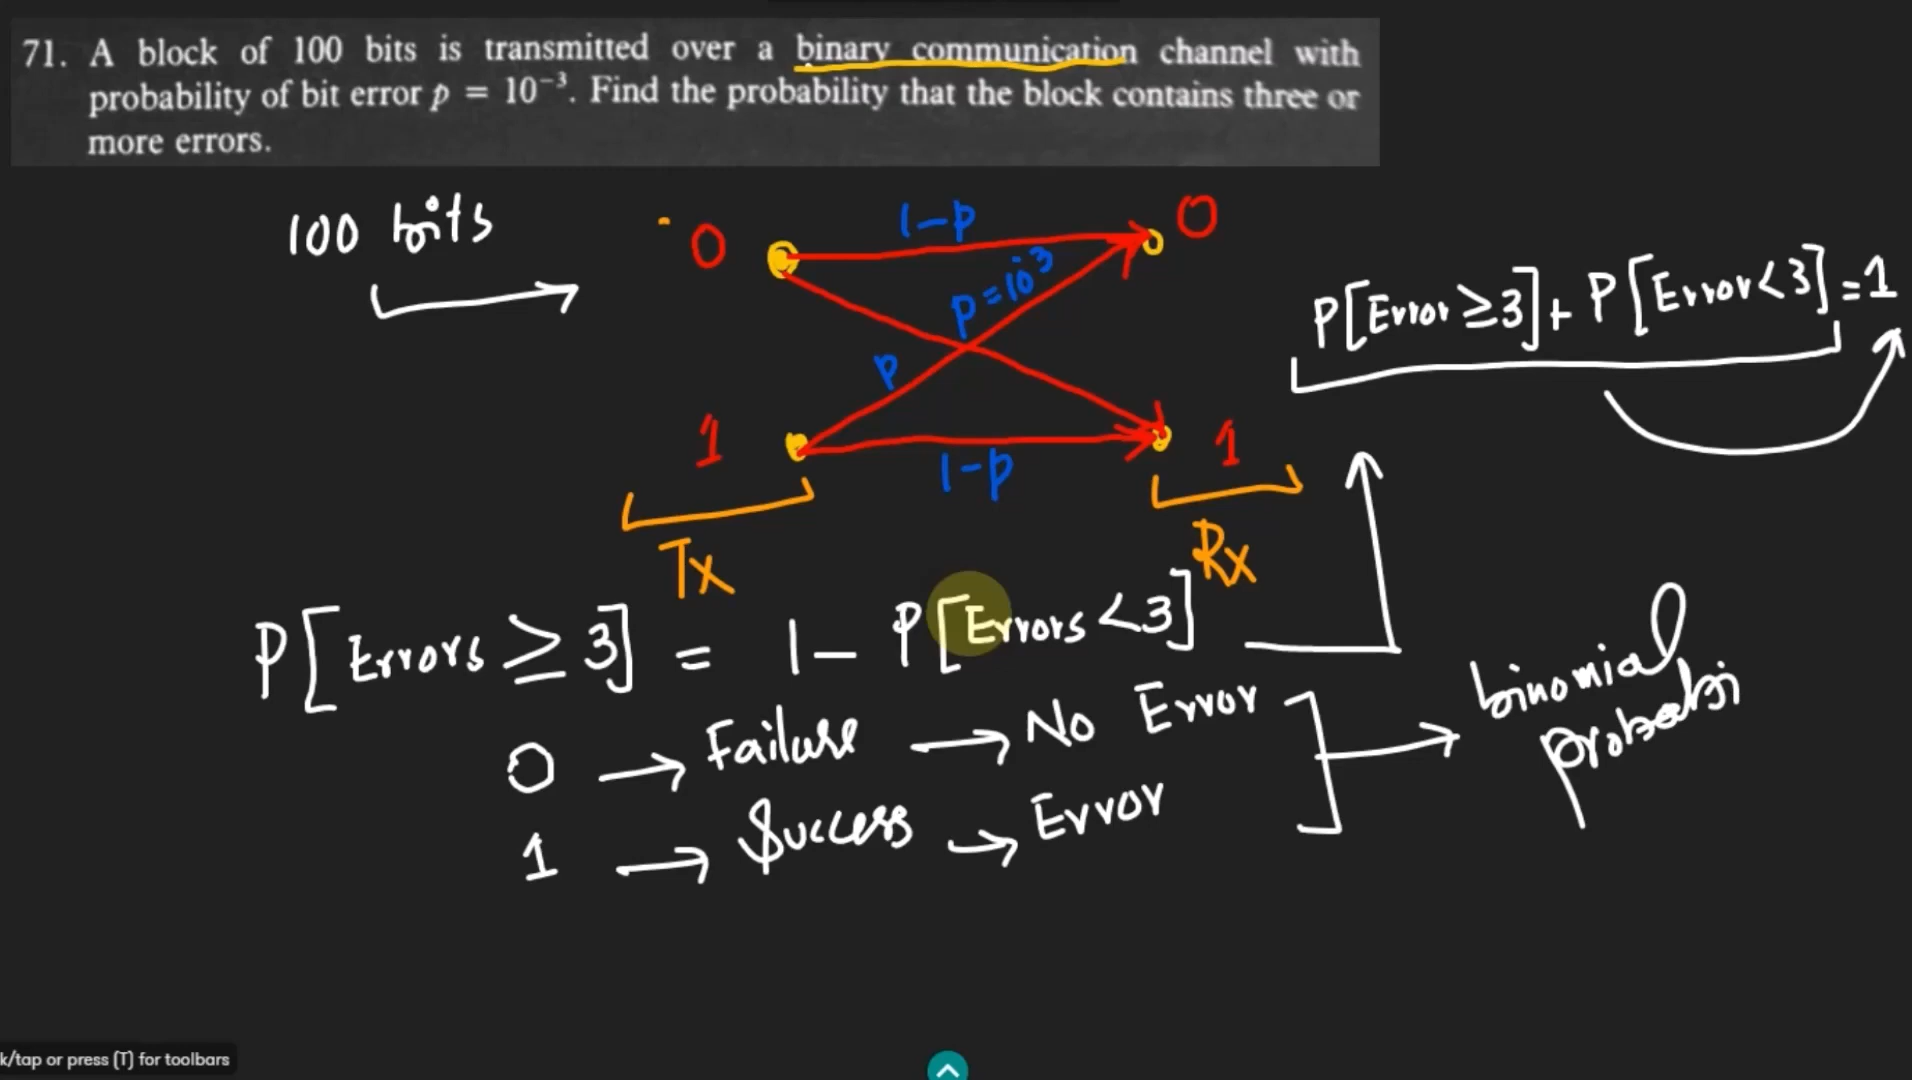 71. A block of 100 bits is transmitted over a binary communication channel with
probability of bit error p = 10⁻³. Find the probability that the block contains three or
more errors.
100 bits
0
1-p
0
p=10⁻³
p
P[Error≥3]+P[Error<3]=1
1
1-p
1
Tx
Rx
P[Errors≥3] = 1-P[Errors<3]
0 → Failure → No Error
1 → Success → Error
binomial
probabi
k/tap or press (T) for toolbars